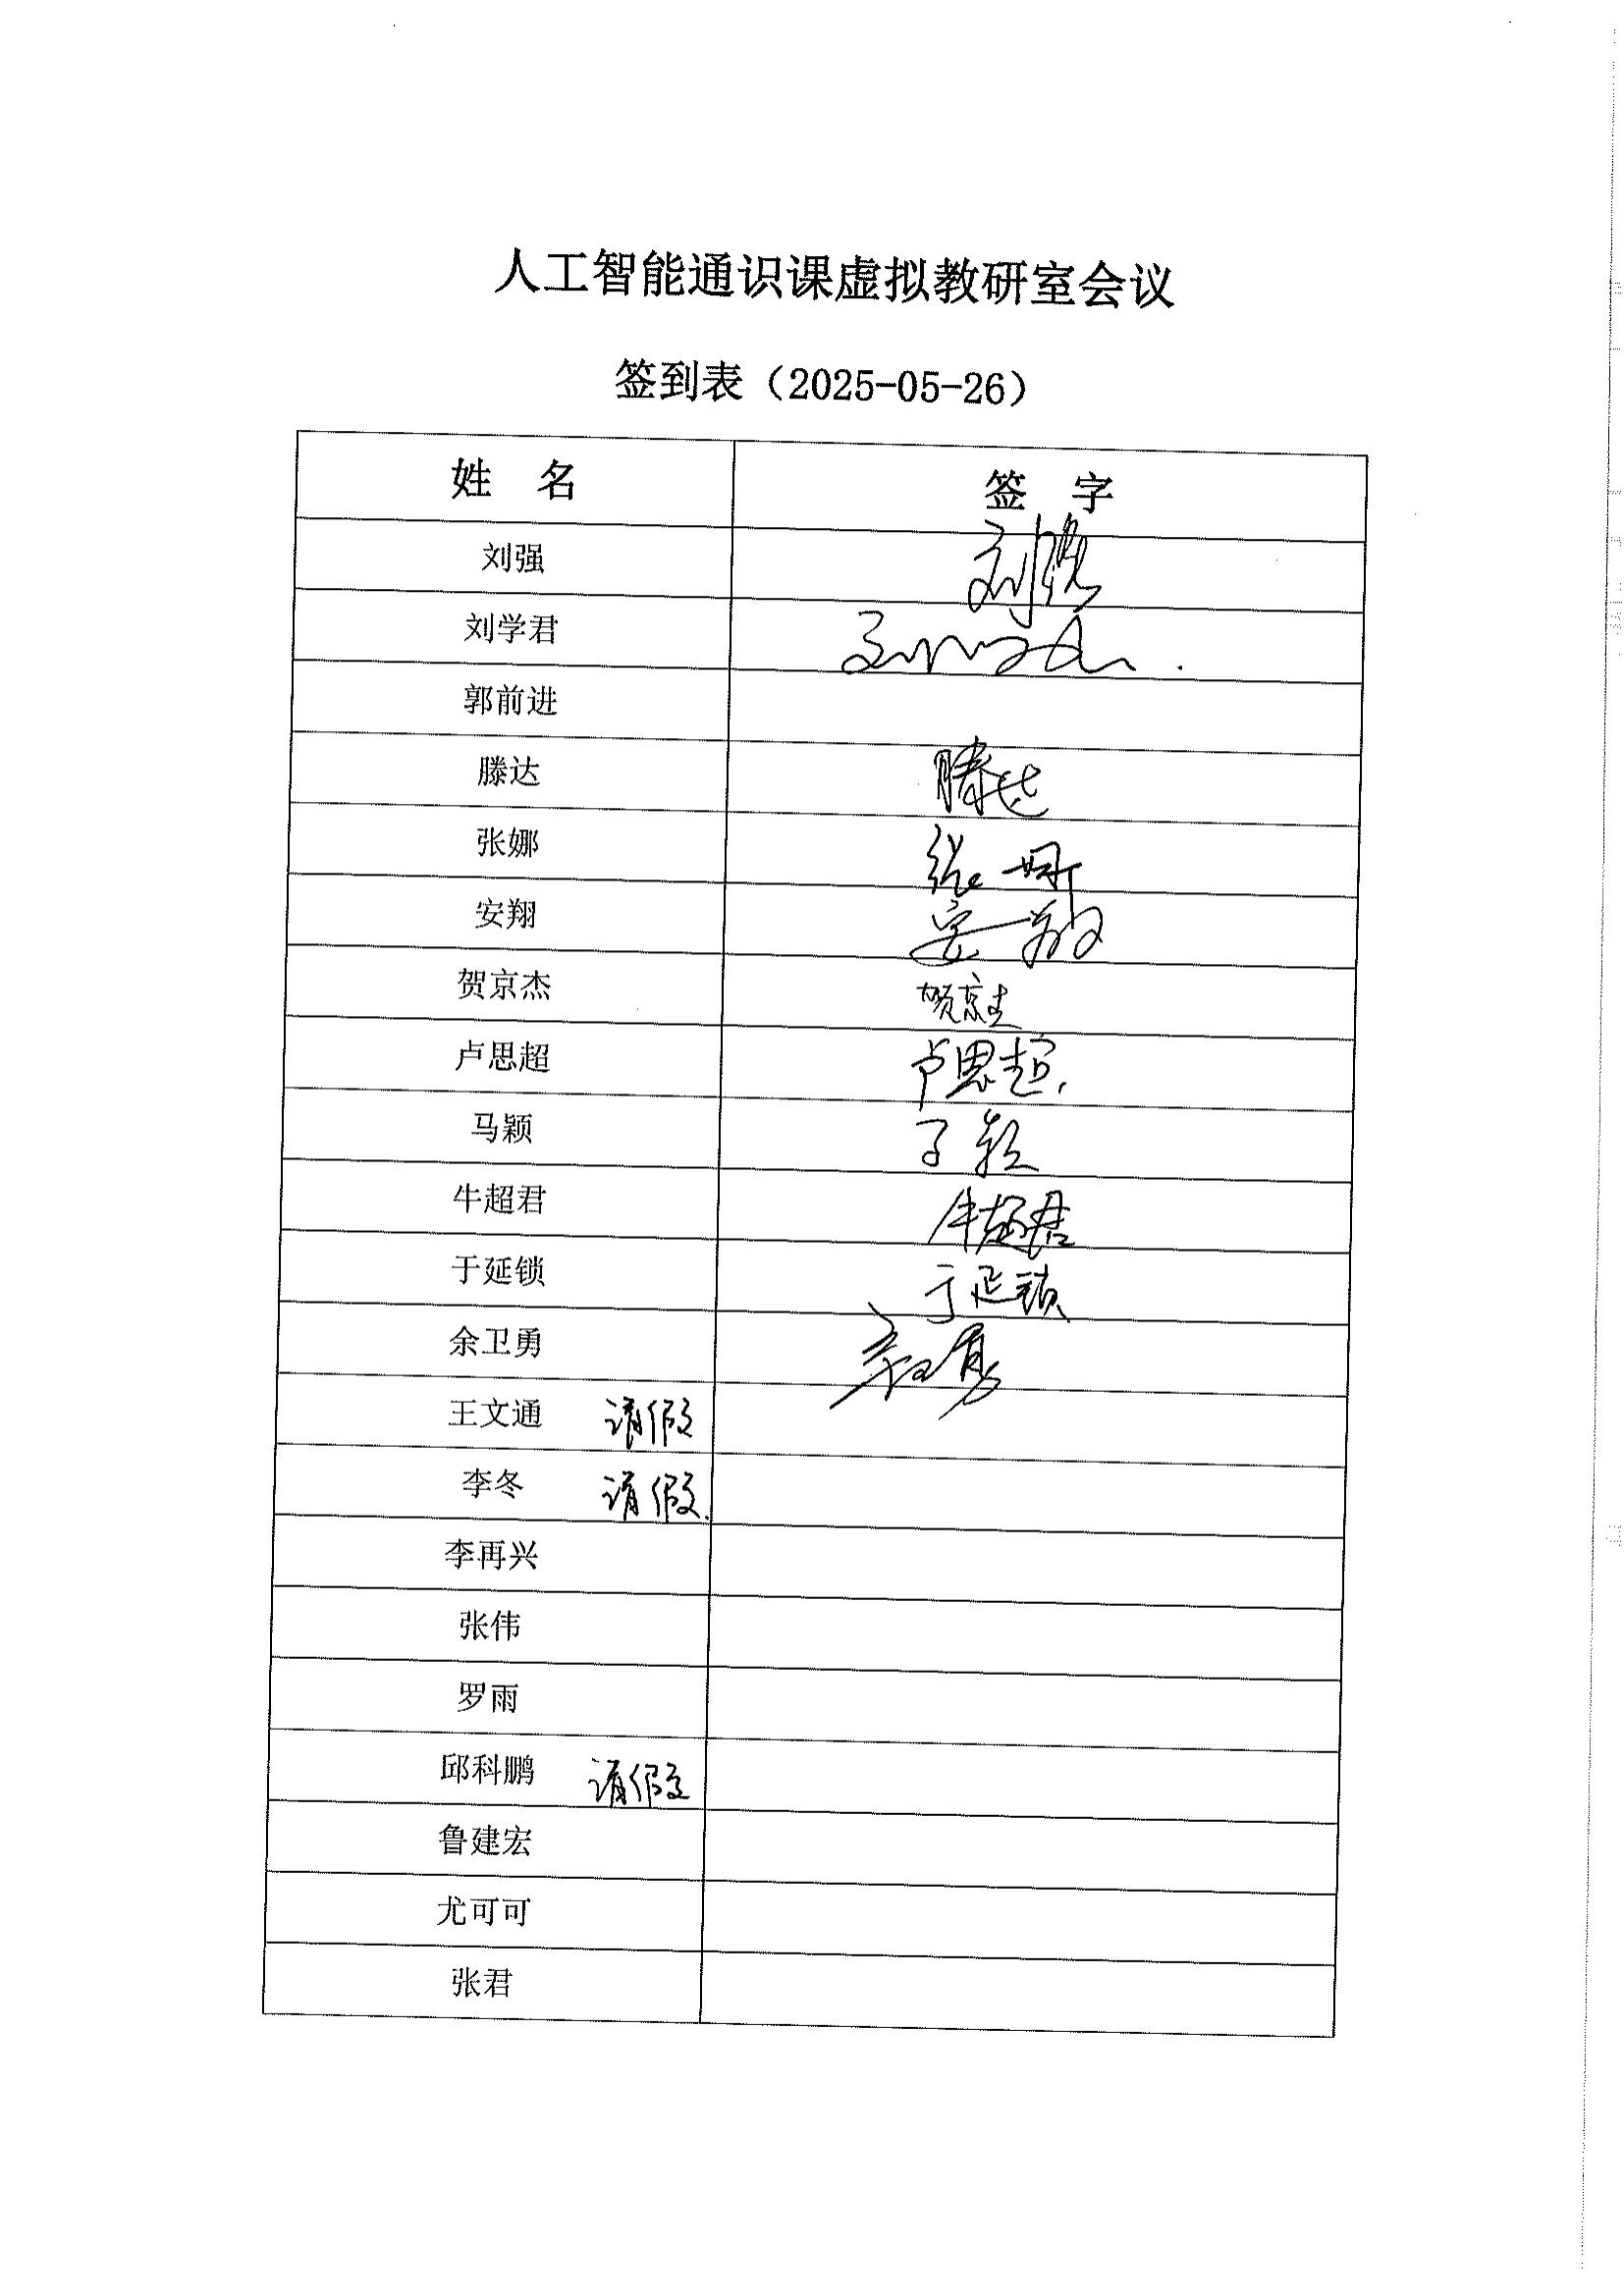 人工智能通识课虚拟教研室会议
签到表（2025-05-26）
姓 名 签 字
刘强 刘强
刘学君
郭前进
滕达 滕达
张娜 张娜
安翔 安翔
贺京杰 贺京杰
卢思超 卢思超
马颖 马颖
牛超君 牛超君
于延锁 于延锁
余卫勇 余卫勇
王文通 请假
李冬 请假
李再兴
张伟
罗雨
邱科鹏 请假
鲁建宏
尤可可
张君